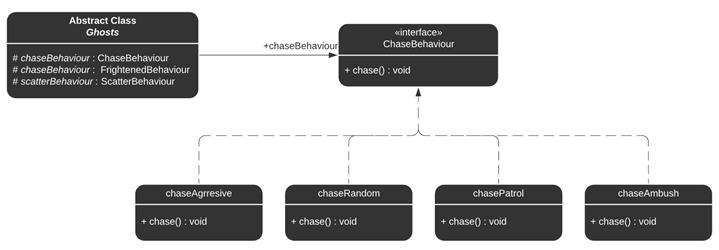 Abstract Class
Ghosts
# chaseBehaviour : ChaseBehaviour
# chaseBehaviour : FrightenedBehaviour
# scatterBehaviour : ScatterBehaviour
+chaseBehaviour
«interface»
ChaseBehaviour
+ chase() : void
chaseAgrresive
+ chase() : void
chaseRandom
+ chase() : void
chasePatrol
+ chase() : void
chaseAmbush
+ chase() : void